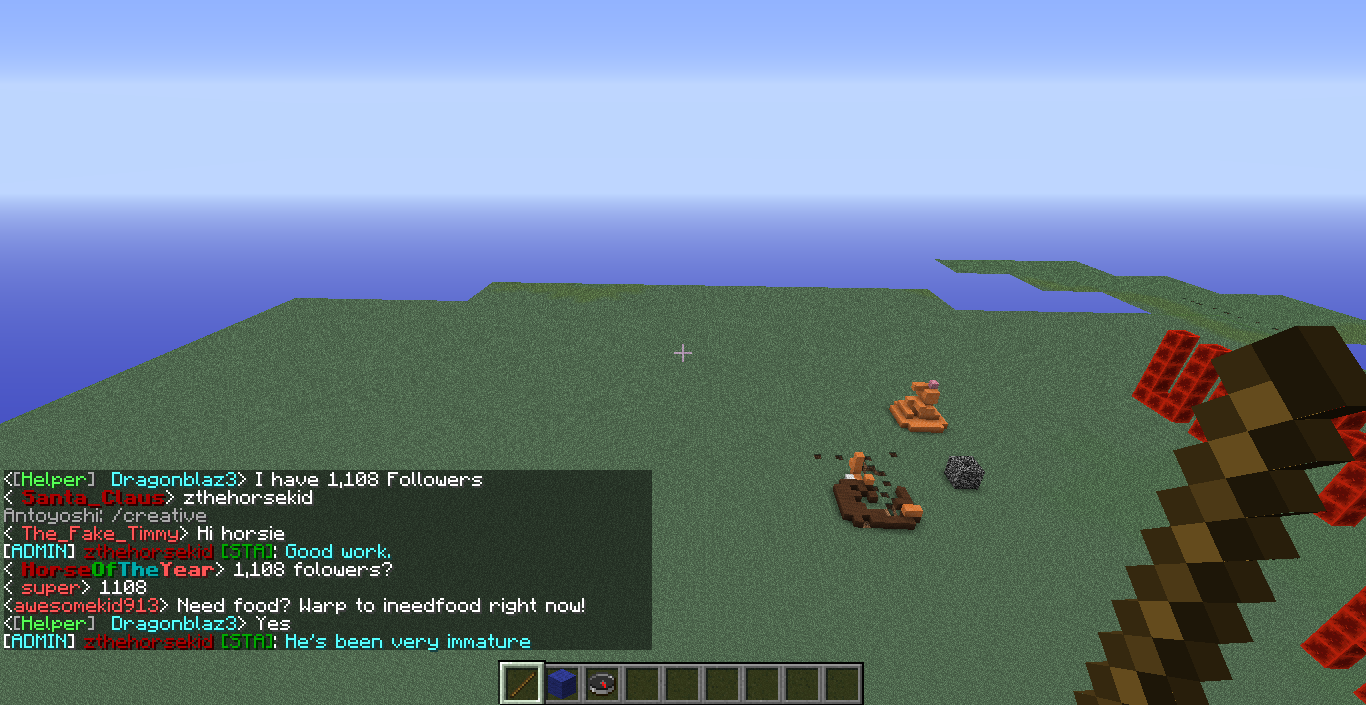 <[Helper]  Dragonblaz3> I have 1,108 Followers
< Santa_Claus> zthehorsekid
Antoyoshi: /creative
< The_Fake_Timmy> Hi horsie
[ADMIN] zthehorsekid [STA]: Good work.
< HorseOfTheYear> 1,108 folowers?
< super> 1108
<awesomekid913> Need food? Warp to ineedfood right now!
<[Helper]  Dragonblaz3> Yes
[ADMIN] zthehorsekid [STA]: He's been very immature